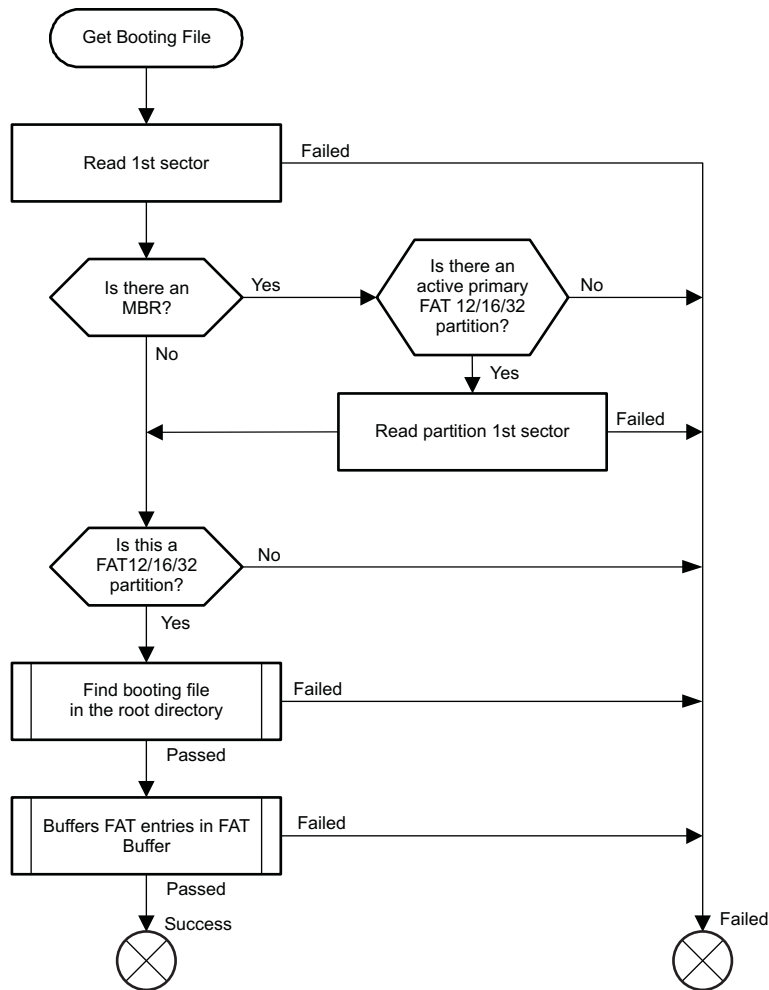 Get Booting File
Read 1st sector
Failed
Is there an
MBR?
Yes
Is there an
active primary
FAT 12/16/32
partition?
No
No
Yes
Read partition 1st sector
Failed
Is this a
FAT12/16/32
partition?
No
Yes
Find booting file
in the root directory
Failed
Passed
Buffers FAT entries in FAT
Buffer
Failed
Passed
Success
Failed